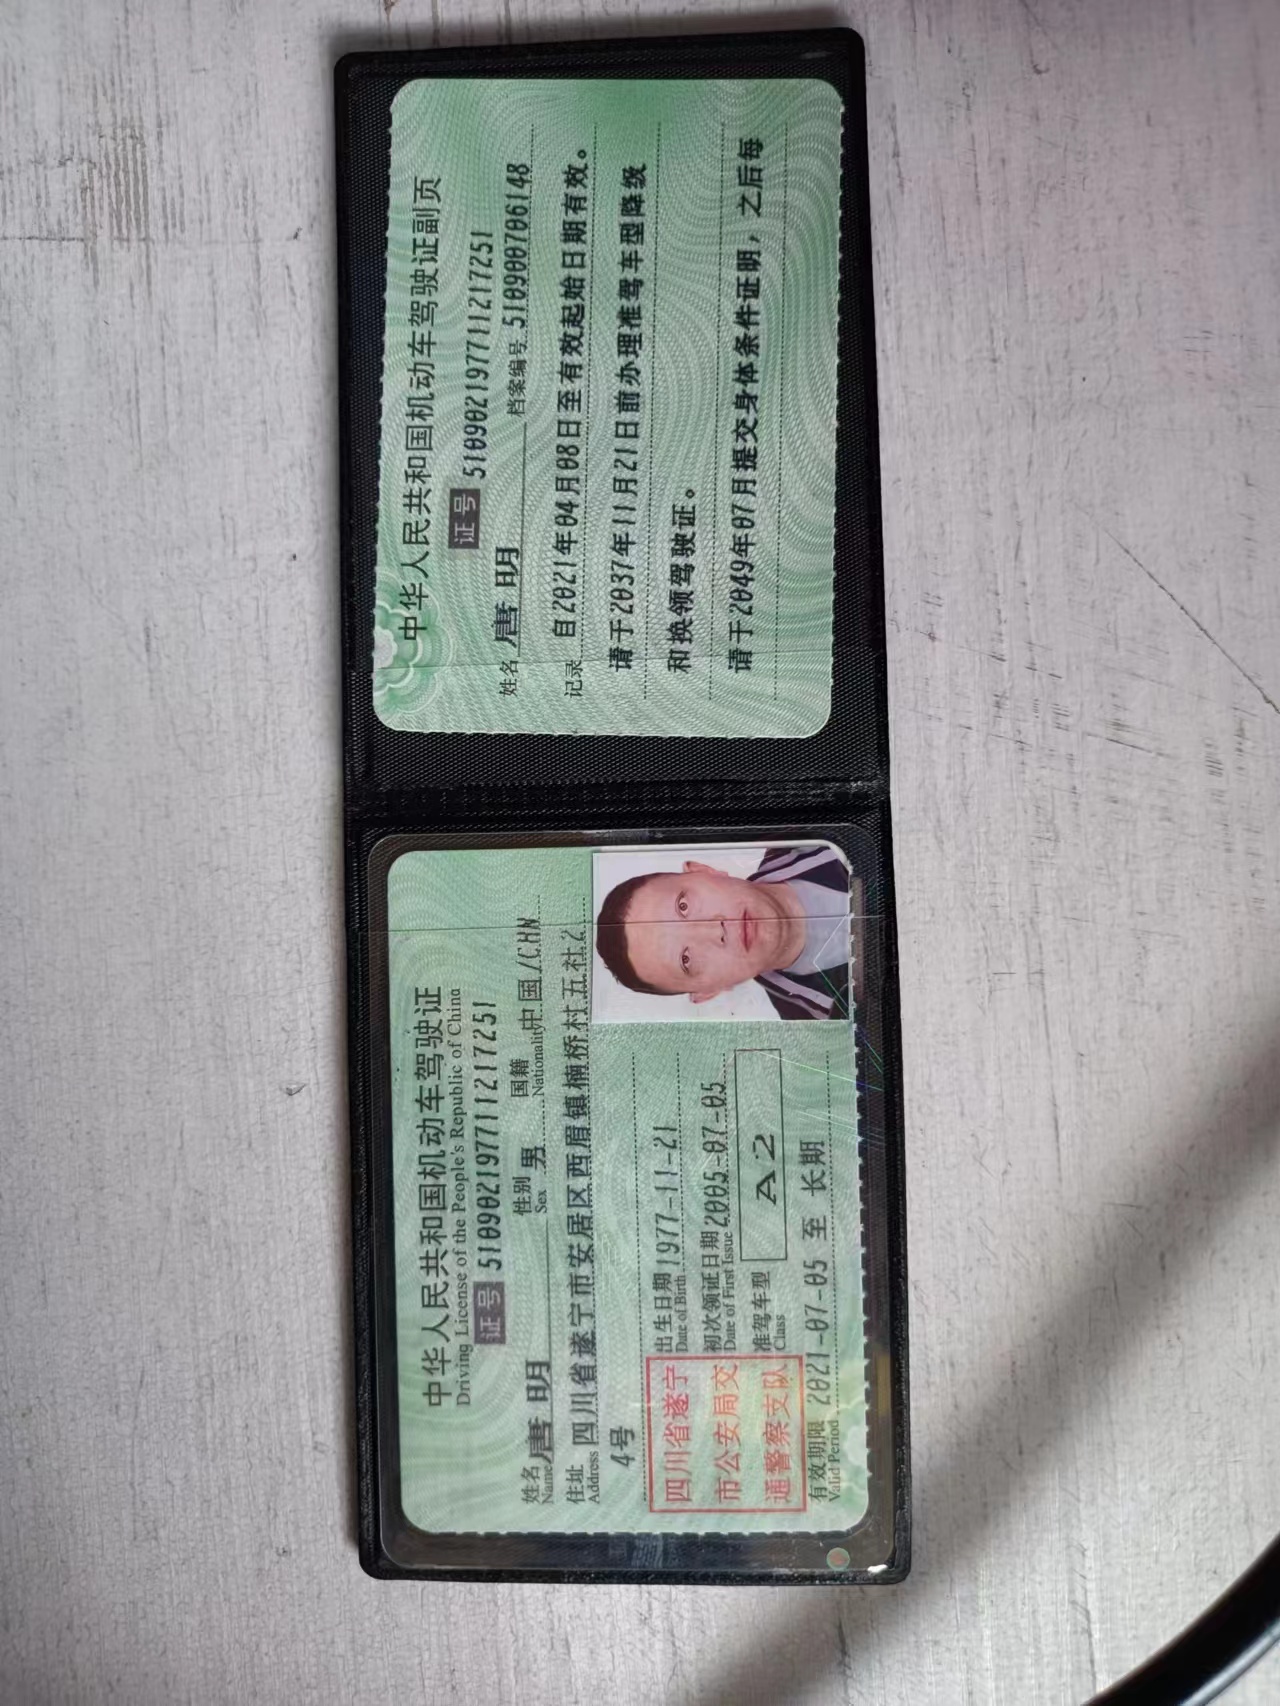 中华人民共和国机动车驾驶证
Driving License of the People's Republic of China
证号 510902197711217251
姓名 唐明 性别 男 国籍 中国/CHN
Name Sex Nationality
住址 四川省遂宁市安居区西眉镇楠桥村五社2
Address
4号
四川省遂宁
市公安局交
通警察支队
出生日期 1977-11-21
Date of Birth
初次领证日期 2005-07-05
Date of First Issue
准驾车型 A2
Class
有效期限 2021-07-05 至 长期
Valid Period
中华人民共和国机动车驾驶证副页
证号 510902197711217251
姓名 唐明 档案编号 510900706148
记录 自2021年04月08日至有效起始日期有效。
请于2037年11月21日前办理准驾车型降级
和换领驾驶证。
请于2049年07月提交身体条件证明，之后每